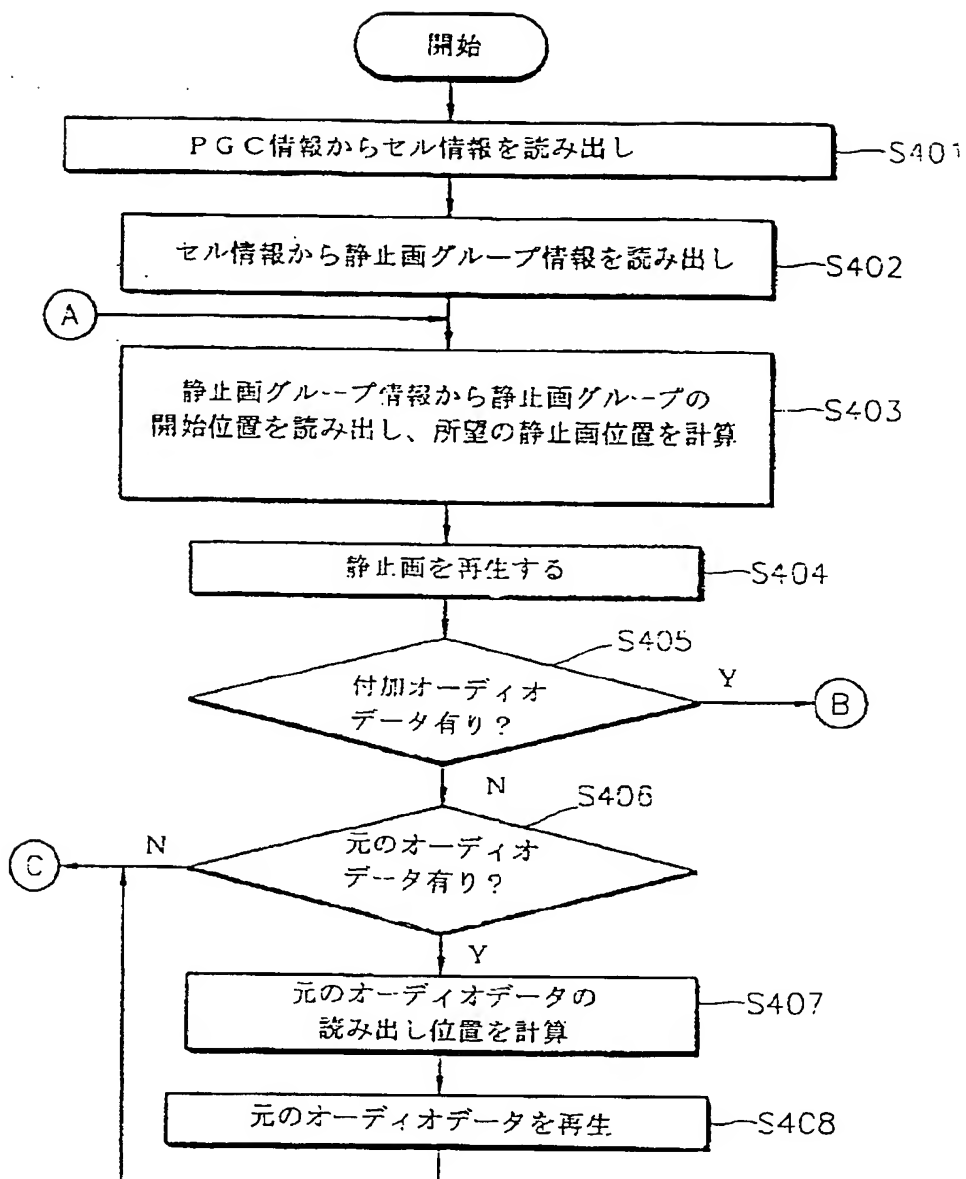 開始
PGC情報からセル情報を読み出し
S401
セル情報から静止画グループ情報を読み出し
S402
A
静止画グループ情報から静止画グループの
開始位置を読み出し、所望の静止画位置を計算
S403
静止画を再生する
S404
S405
付加オーディオ
データ有り?
Y
B
N
S406
元のオーディオ
データ有り?
N
C
Y
元のオーディオデータの
読み出し位置を計算
S407
元のオーディオデータを再生
S408